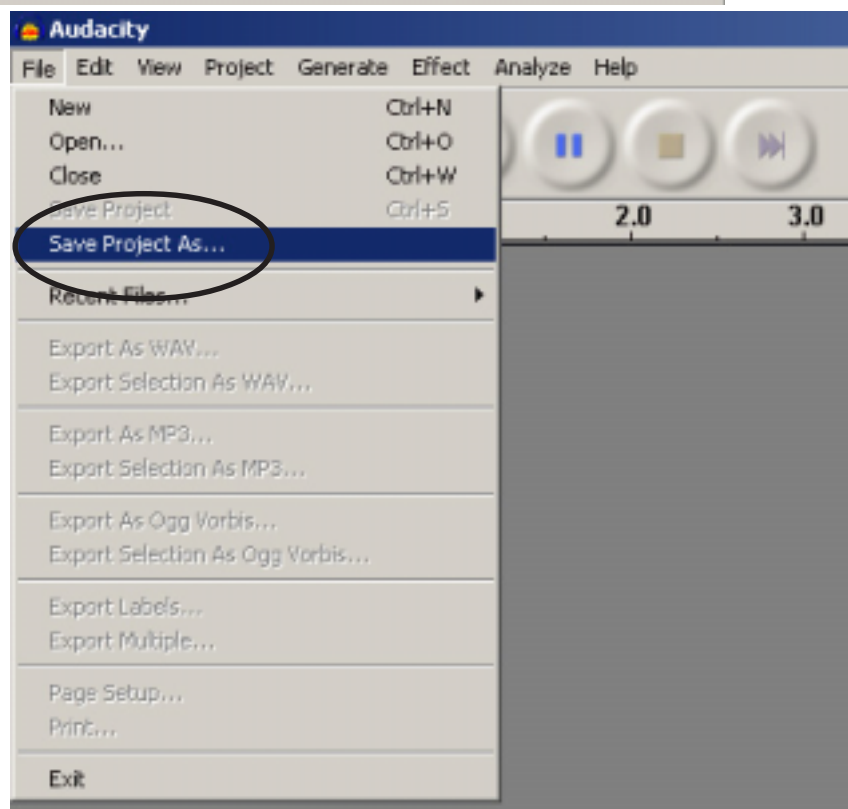 Audacity
File Edit View Project Generate Effect Analyze Help
New Ctrl+N
Open... Ctrl+O
Close Ctrl+W
Save Project Ctrl+S
Save Project As...
2.0 3.0
Recent Files...
Export As WAV...
Export Selection As WAV...
Export As MP3...
Export Selection As MP3...
Export As Ogg Vorbis...
Export Selection As Ogg Vorbis...
Export Labels...
Export Multiple...
Page Setup...
Print...
Exit